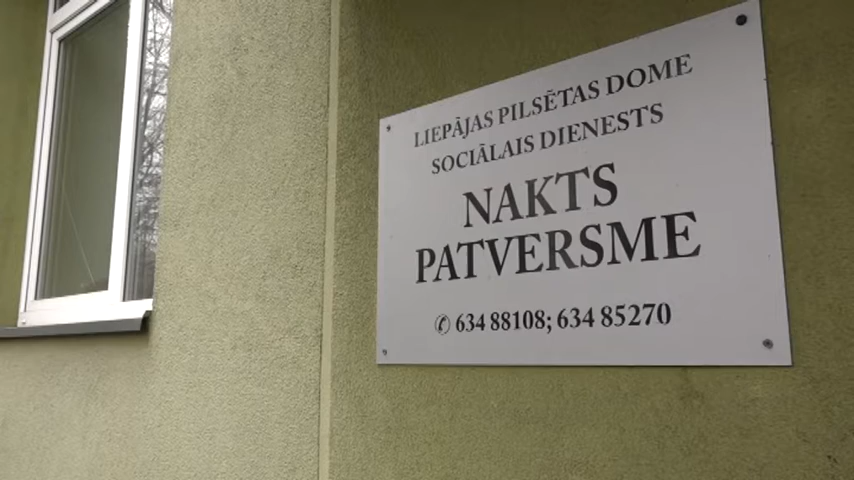 LIEPĀJAS PILSĒTAS DOME
SOCIĀLAIS DIENESTS
NAKTS
PATVERSME
✆ 634 88108; 634 85270